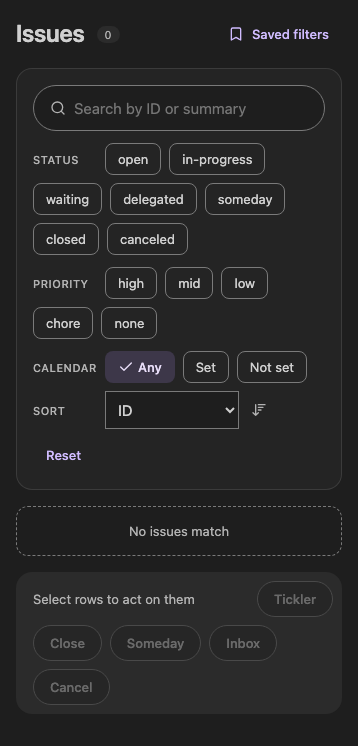 Issues 0 Saved filters
Search by ID or summary
STATUS open in-progress
waiting delegated someday
closed canceled
PRIORITY high mid low
chore none
CALENDAR Any Set Not set
SORT ID
Reset
No issues match
Select rows to act on them Tickler
Close Someday Inbox
Cancel